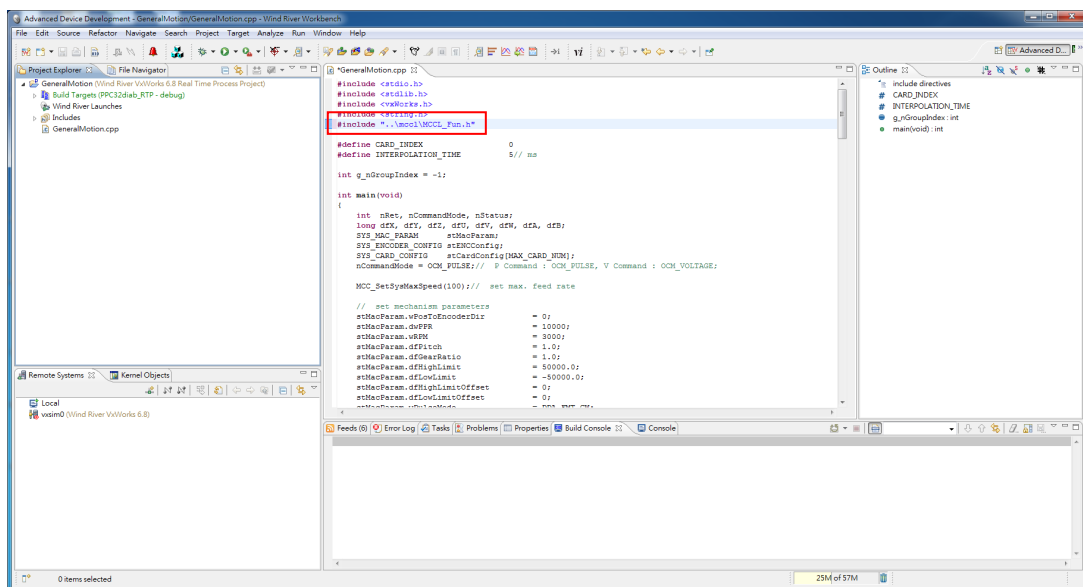 Advanced Device Development - GeneralMotion/GeneralMotion.cpp - Wind River Workbench
File Edit Source Refactor Navigate Search Project Target Analyze Run Window Help
Advanced D...
Project Explorer
File Navigator
GeneralMotion (Wind River VxWorks 6.8 Real Time Process Project)
Build Targets (PPC32diab_RTP - debug)
Wind River Launches
Includes
GeneralMotion.cpp
*GeneralMotion.cpp
#include <stdio.h>
#include <stdlib.h>
#include <vxWorks.h>
#include <string.h>
#include "..\mccl\MCCL_Fun.h"
#define CARD_INDEX 0
#define INTERPOLATION_TIME 5// ms
int g_nGroupIndex = -1;
int main(void)
{
int nRet, nCommandMode, nStatus;
long dfX, dfY, dfZ, dfU, dfV, dfW, dfA, dfB;
SYS_MAC_PARAM stMacParam;
SYS_ENCODER_CONFIG stENCConfig;
SYS_CARD_CONFIG stCardConfig[MAX_CARD_NUM];
nCommandMode = OCM_PULSE;// P Command : OCM_PULSE, V Command : OCM_VOLTAGE;
MCC_SetSysMaxSpeed(100);// set max. feed rate
// set mechanism parameters
stMacParam.wPosToEncoderDir = 0;
stMacParam.dwPPR = 10000;
stMacParam.wRPM = 3000;
stMacParam.dfPitch = 1.0;
stMacParam.dfGearRatio = 1.0;
stMacParam.dfHighLimit = 50000.0;
stMacParam.dfLowLimit = -50000.0;
stMacParam.dfHighLimitOffset = 0;
stMacParam.dfLowLimitOffset = 0;
stMacParam.wPulseMode = DDA_FMT_CW;
Outline
include directives
# CARD_INDEX
# INTERPOLATION_TIME
g_nGroupIndex : int
main(void) : int
Remote Systems
Kernel Objects
Local
vxsim0 (Wind River VxWorks 6.8)
Feeds (6)
Error Log
Tasks
Problems
Properties
Build Console
Console
0 items selected
25M of 57M